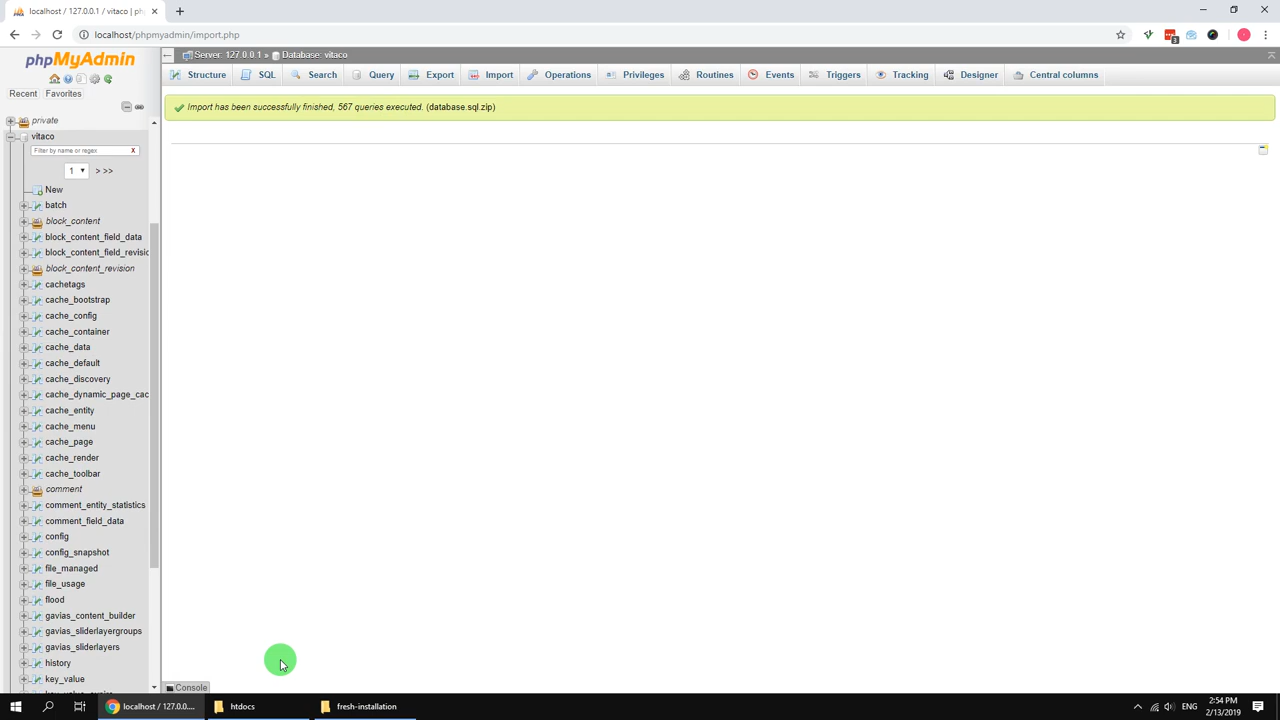 localhost / 127.0.0.1 / vitaco | ph
localhost/phpmyadmin/import.php
3
phpMyAdmin
Recent Favorites
private
vitaco
Filter by name or regex X
1 > >>
New
batch
block_content
block_content_field_data
block_content_field_revisic
block_content_revision
cachetags
cache_bootstrap
cache_config
cache_container
cache_data
cache_default
cache_discovery
cache_dynamic_page_cac
cache_entity
cache_menu
cache_page
cache_render
cache_toolbar
comment
comment_entity_statistics
comment_field_data
config
config_snapshot
file_managed
file_usage
flood
gavias_content_builder
gavias_sliderlayergroups
gavias_sliderlayers
history
key_value
Server: 127.0.0.1 » Database: vitaco
Structure SQL Search Query Export Import Operations Privileges Routines Events Triggers Tracking Designer Central columns
Import has been successfully finished, 567 queries executed. (database.sql.zip)
Console
localhost / 127.0.0.... htdocs fresh-installation
ENG
2:54 PM
2/13/2019